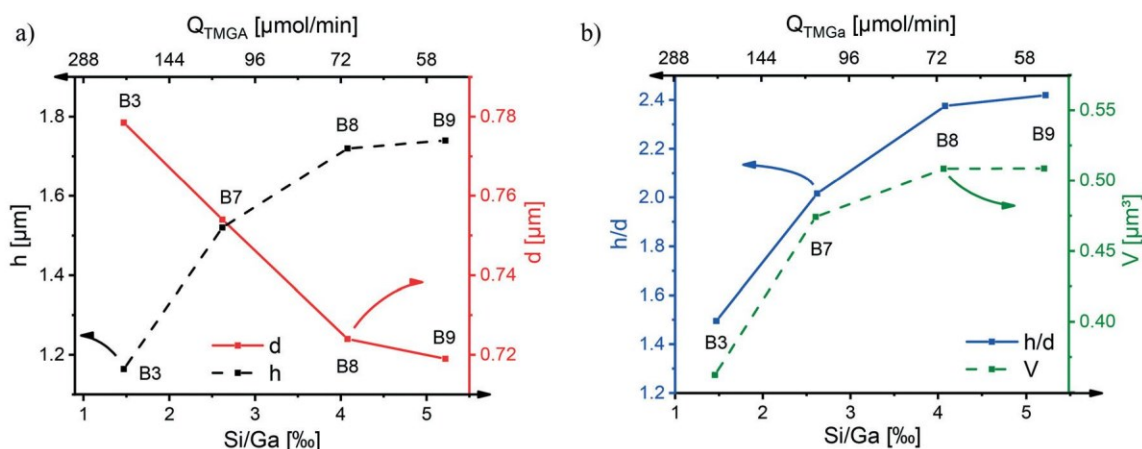 a)
Q_TMGA [µmol/min]
288 144 96 72 58
1.8
1.6
1.4
1.2
h [µm]
0.78
0.76
0.74
0.72
d [µm]
B3
B7
B8
B9
B3
B8
B9
d
h
1 2 3 4 5
Si/Ga [‰]
b)
Q_TMGa [µmol/min]
288 144 96 72 58
2.4
2.2
2.0
1.8
1.6
1.4
1.2
h/d
0.55
0.50
0.45
0.40
V [µm³]
B3
B7
B8
B9
h/d
V
1 2 3 4 5
Si/Ga [‰]